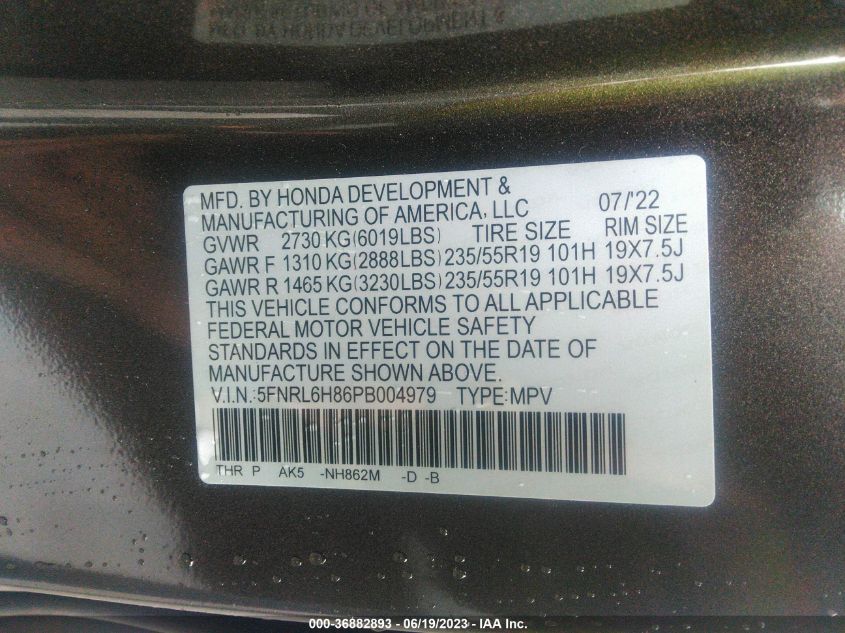 MFD. BY HONDA DEVELOPMENT &
MANUFACTURING OF AMERICA, LLC 07/'22
GVWR 2730 KG(6019LBS) TIRE SIZE RIM SIZE
GAWR F 1310 KG(2888LBS) 235/55R19 101H 19X7.5J
GAWR R 1465 KG(3230LBS) 235/55R19 101H 19X7.5J
THIS VEHICLE CONFORMS TO ALL APPLICABLE
FEDERAL MOTOR VEHICLE SAFETY
STANDARDS IN EFFECT ON THE DATE OF
MANUFACTURE SHOWN ABOVE.
V.I.N.:5FNRL6H86PB004979 TYPE:MPV
THR P AK5 -NH862M -D -B
000-36882893 - 06/19/2023 - IAA Inc.